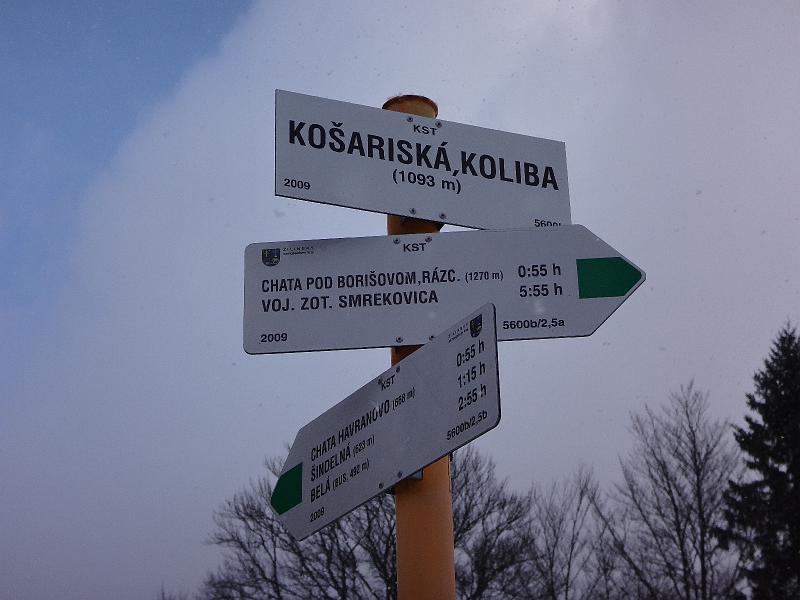 KST
KOŠARISKÁ,KOLIBA
(1093 m)
2009
KST
CHATA POD BORIŠOVOM,RÁZC. (1270 m) 0:55 h
VOJ. ZOT. SMREKOVICA 5:55 h
2009 5600b/2,5a
KST
CHATA HAVRANOVO (668 m) 0:55 h
ŠINDELNÁ (623 m) 1:15 h
BELÁ (BUS, 492 m) 2:55 h
2009 5600b/2,5b